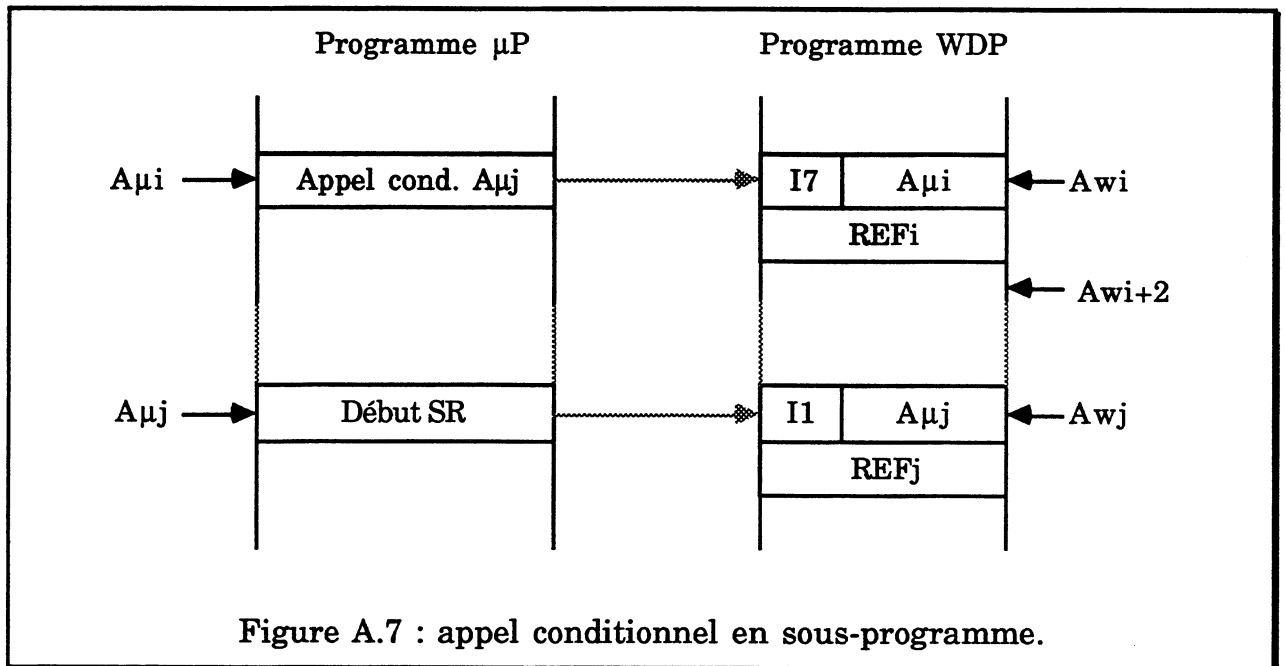 Programme µP Programme WDP
Aµi Appel cond. Aµj I7 Aµi Awi
REFi
Awi+2
Aµj Début SR I1 Aµj Awj
REFj
Figure A.7 : appel conditionnel en sous-programme.